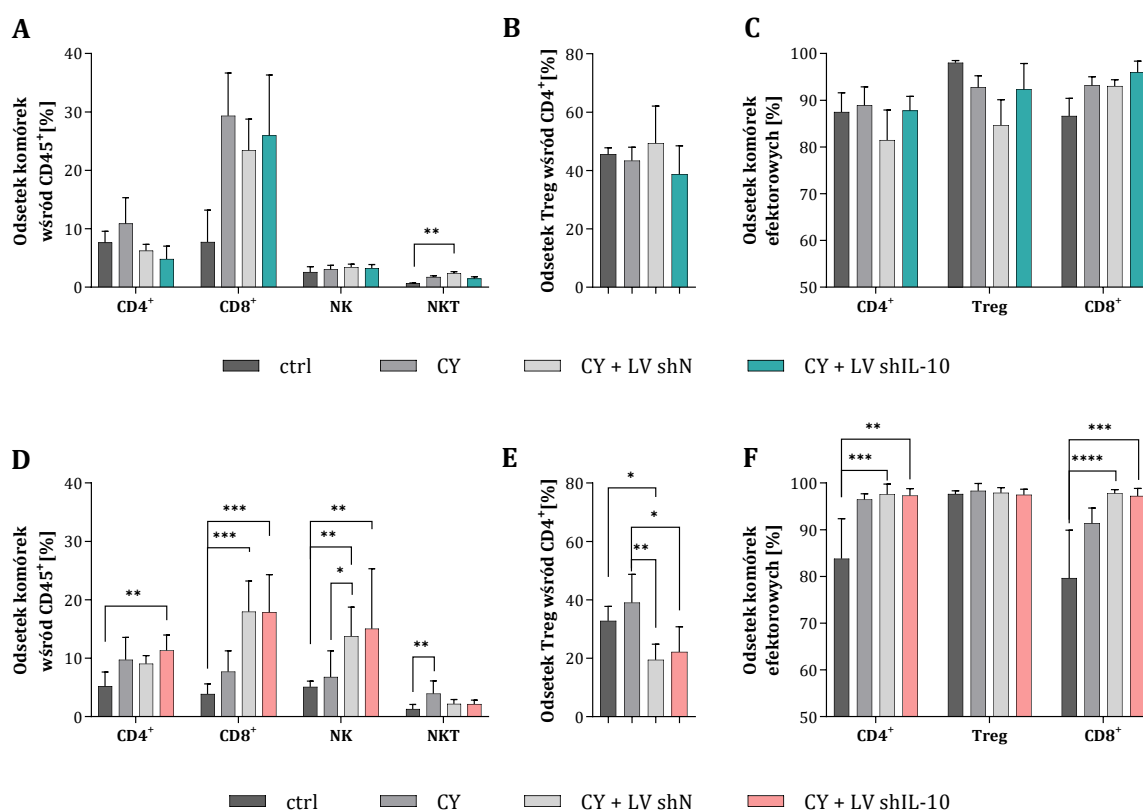 A
Odsetek komórek
wśród CD45⁺[%]
40
30
20
10
0
**
CD4⁺
CD8⁺
NK
NKT
B
Odsetek Treg wśród CD4⁺[%]
80
60
40
20
0
C
Odsetek komórek
efektorowych [%]
100
90
80
70
60
50
CD4⁺
Treg
CD8⁺
ctrl
CY
CY + LV shN
CY + LV shIL-10
D
Odsetek komórek
wśród CD45⁺[%]
40
30
20
10
0
**
***
***
**
**
*
**
CD4⁺
CD8⁺
NK
NKT
E
Odsetek Treg wśród CD4⁺[%]
80
60
40
20
0
*
*
**
F
Odsetek komórek
efektorowych [%]
100
90
80
70
60
50
**
***
***
****
CD4⁺
Treg
CD8⁺
ctrl
CY
CY + LV shN
CY + LV shIL-10